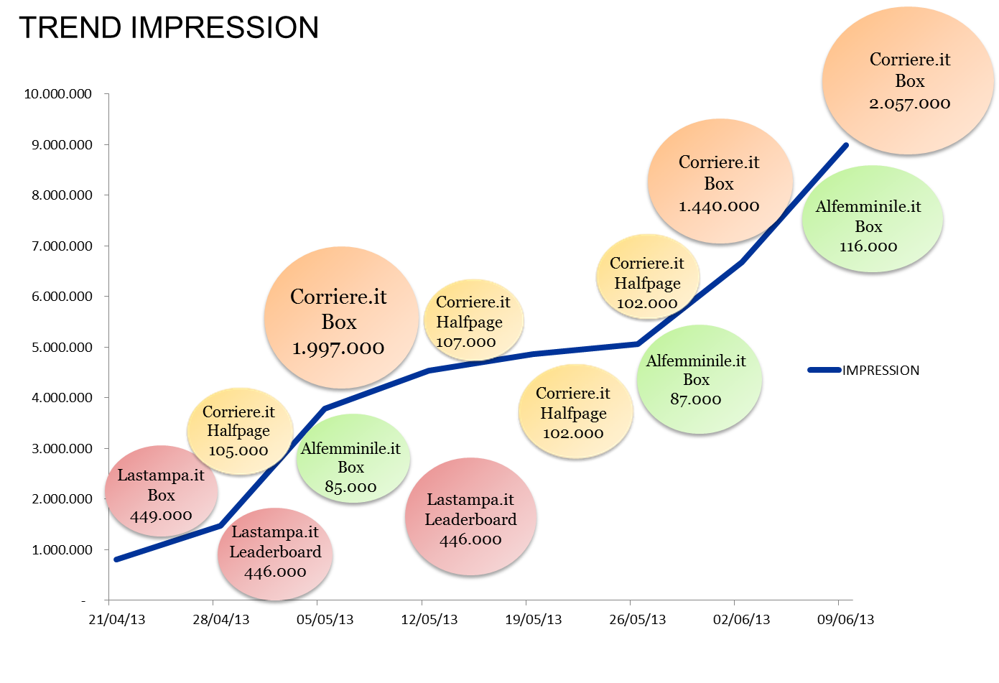 TREND IMPRESSION
10.000.000
9.000.000
8.000.000
7.000.000
6.000.000
5.000.000
4.000.000
3.000.000
2.000.000
1.000.000
-
21/04/13
28/04/13
05/05/13
12/05/13
19/05/13
26/05/13
02/06/13
09/06/13
Lastampa.it
Box
449.000
Corriere.it
Halfpage
105.000
Lastampa.it
Leaderboard
446.000
Corriere.it
Box
1.997.000
Alfemminile.it
Box
85.000
Corriere.it
Halfpage
107.000
Lastampa.it
Leaderboard
446.000
Corriere.it
Halfpage
102.000
Corriere.it
Halfpage
102.000
Alfemminile.it
Box
87.000
Corriere.it
Box
1.440.000
Corriere.it
Box
2.057.000
Alfemminile.it
Box
116.000
IMPRESSION